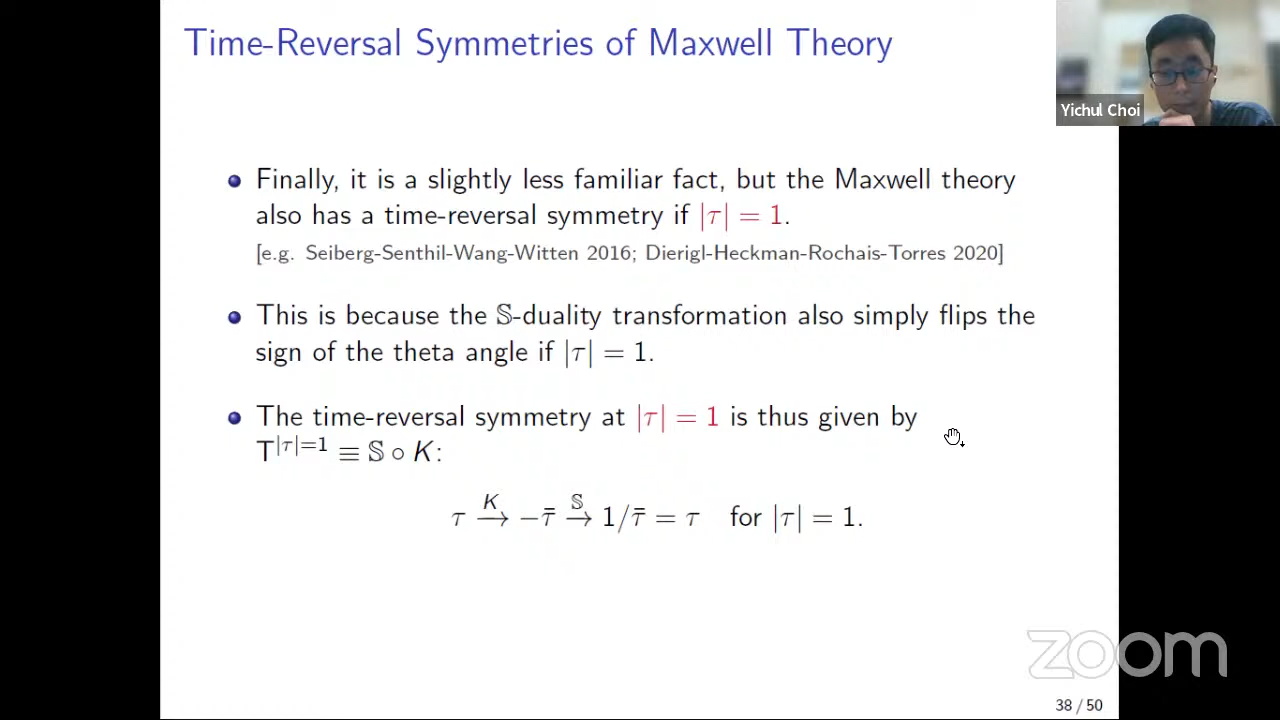 Time-Reversal Symmetries of Maxwell Theory
Yichul Choi
Finally, it is a slightly less familiar fact, but the Maxwell theory
also has a time-reversal symmetry if |τ| = 1.
[e.g. Seiberg-Senthil-Wang-Witten 2016; Dierigl-Heckman-Rochais-Torres 2020]
This is because the 𝕊-duality transformation also simply flips the
sign of the theta angle if |τ| = 1.
The time-reversal symmetry at |τ| = 1 is thus given by
T^{|τ|=1} ≡ 𝕊 ∘ K:
τ \xrightarrow{K} −τ̄ \xrightarrow{𝕊} 1/τ̄ = τ for |τ| = 1.
zoom
38 / 50